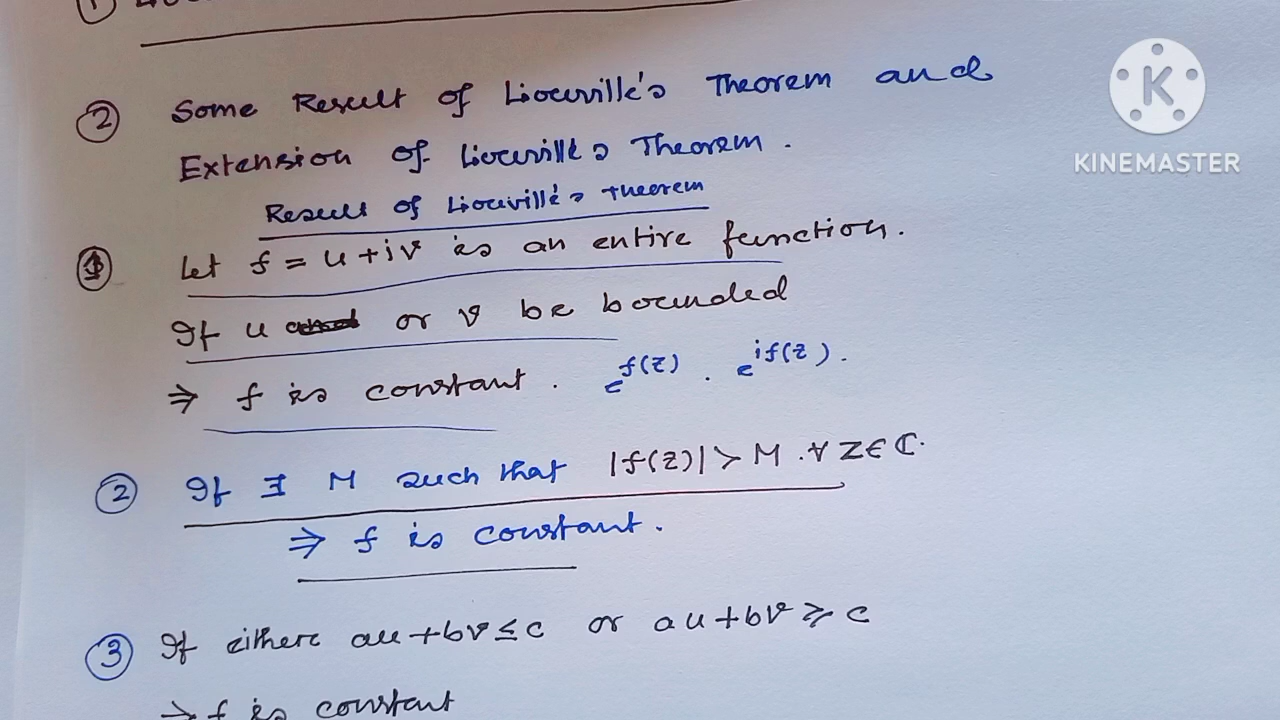 ①
② Some Result of Liouville's Theorem and
Extension of Liouville's Theorem.
Result of Liouville's theorem
① Let f = u + iv is an entire function.
If u or v be bounded
⇒ f is constant. e^{f(z)}. e^{if(z)}.
② If ∃ M such that |f(z)| > M. ∀ z ∈ ℂ.
⇒ f is constant.
③ If either au + bv ≤ c or au + bv ≥ c
⇒ f is constant
K
KINEMASTER